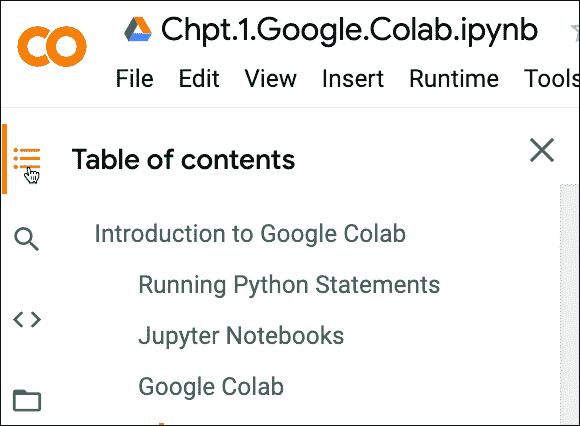 CO
Chpt.1.Google.Colab.ipynb
File Edit View Insert Runtime Tools
Table of contents
Introduction to Google Colab
Running Python Statements
Jupyter Notebooks
Google Colab